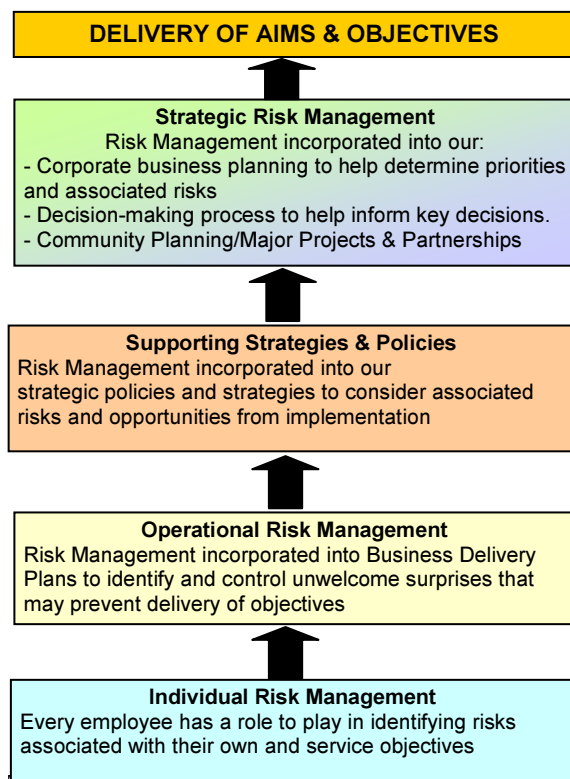 DELIVERY OF AIMS & OBJECTIVES
Strategic Risk Management
Risk Management incorporated into our:
- Corporate business planning to help determine priorities
and associated risks
- Decision-making process to help inform key decisions.
- Community Planning/Major Projects & Partnerships
Supporting Strategies & Policies
Risk Management incorporated into our
strategic policies and strategies to consider associated
risks and opportunities from implementation
Operational Risk Management
Risk Management incorporated into Business Delivery
Plans to identify and control unwelcome surprises that
may prevent delivery of objectives
Individual Risk Management
Every employee has a role to play in identifying risks
associated with their own and service objectives